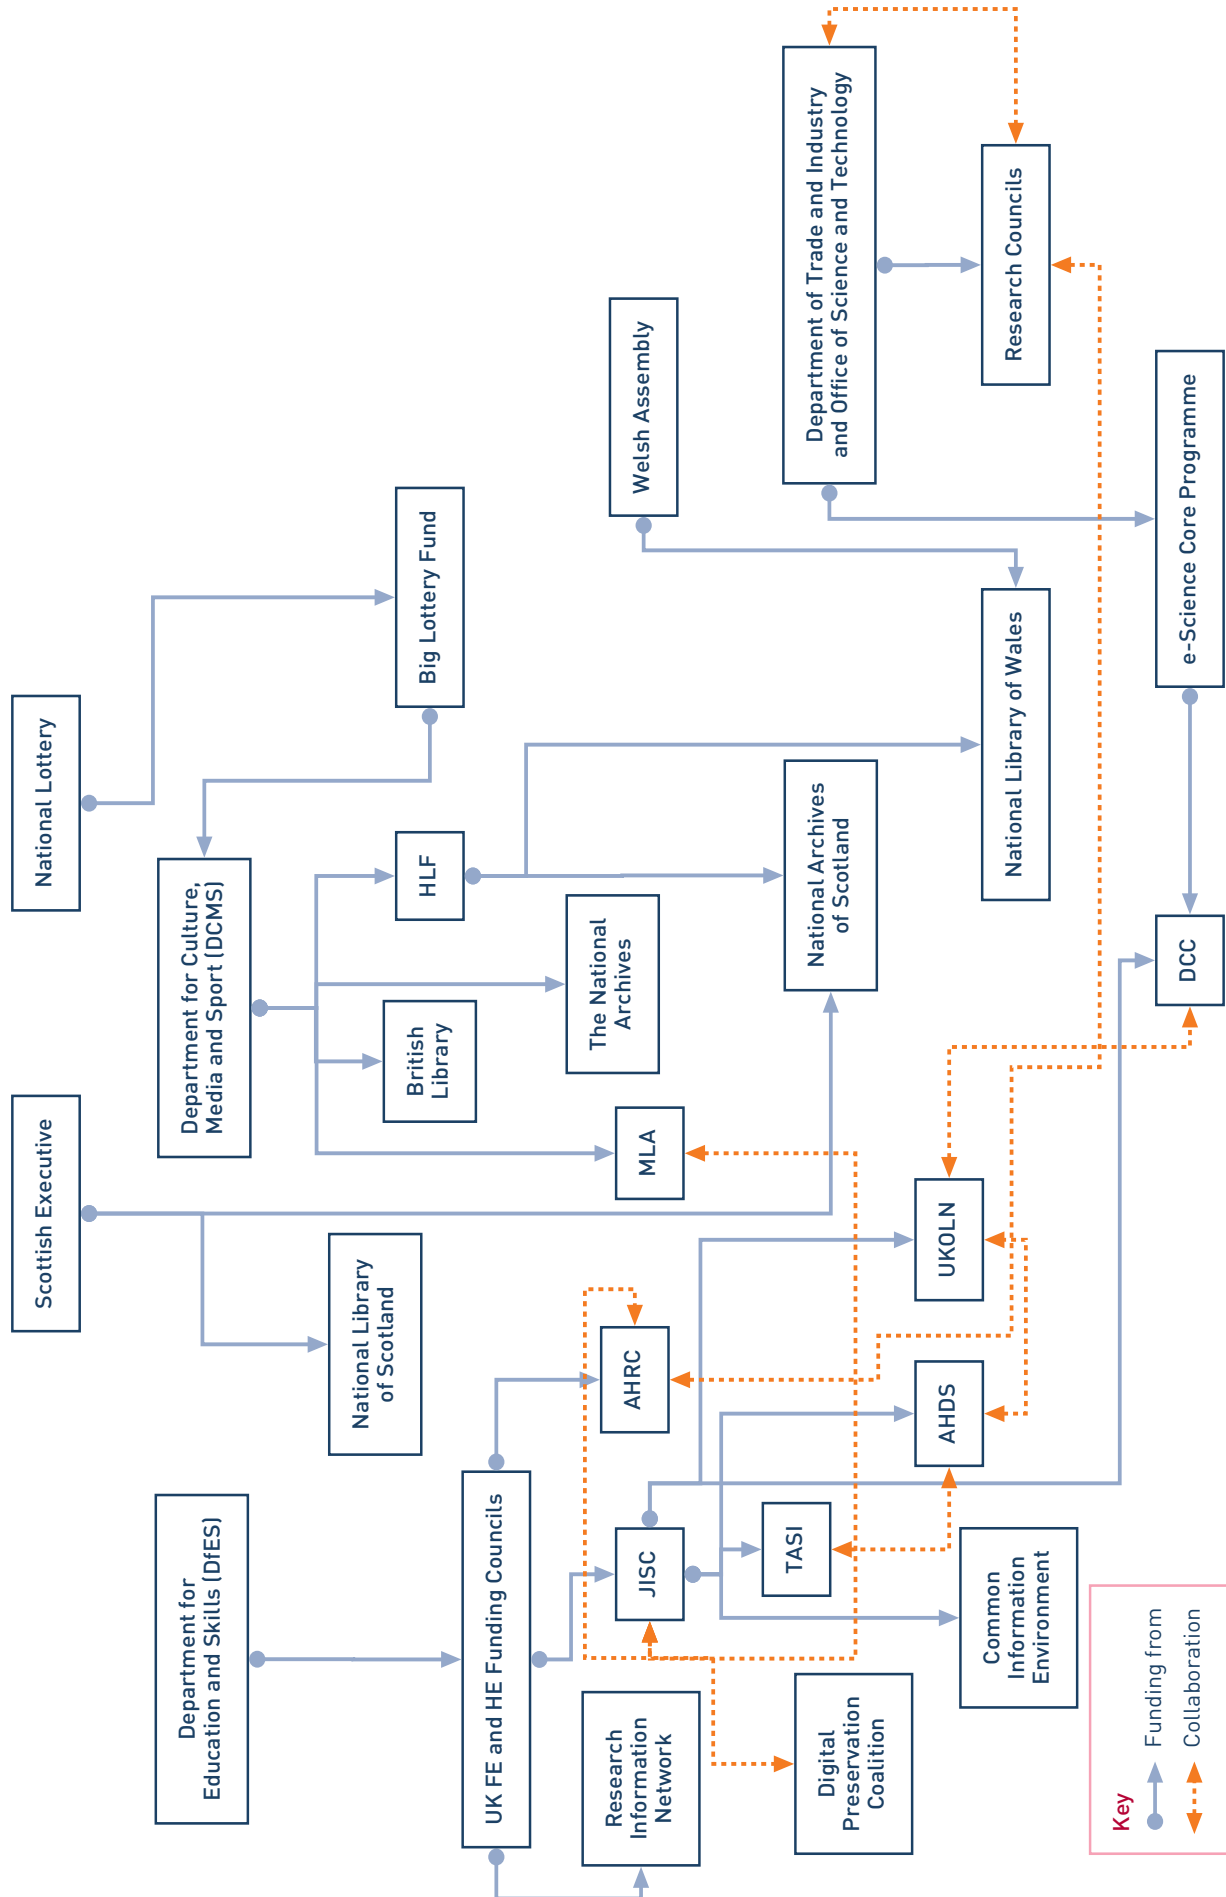 Department for
Education and Skills (DfES)
Scottish Executive
National Lottery
Department for Culture,
Media and Sport (DCMS)
National Library
of Scotland
British
Library
HLF
Big Lottery Fund
UK FE and HE Funding Councils
The National
Archives
Research
Information
Network
JISC
AHRC
MLA
Welsh Assembly
TASI
National Archives
of Scotland
Department of Trade and Industry
and Office of Science and Technology
Digital
Preservation
Coalition
AHDS
UKOLN
Common
Information
Environment
National Library of Wales
Research Councils
DCC
e-Science Core Programme
Key
Funding from
Collaboration